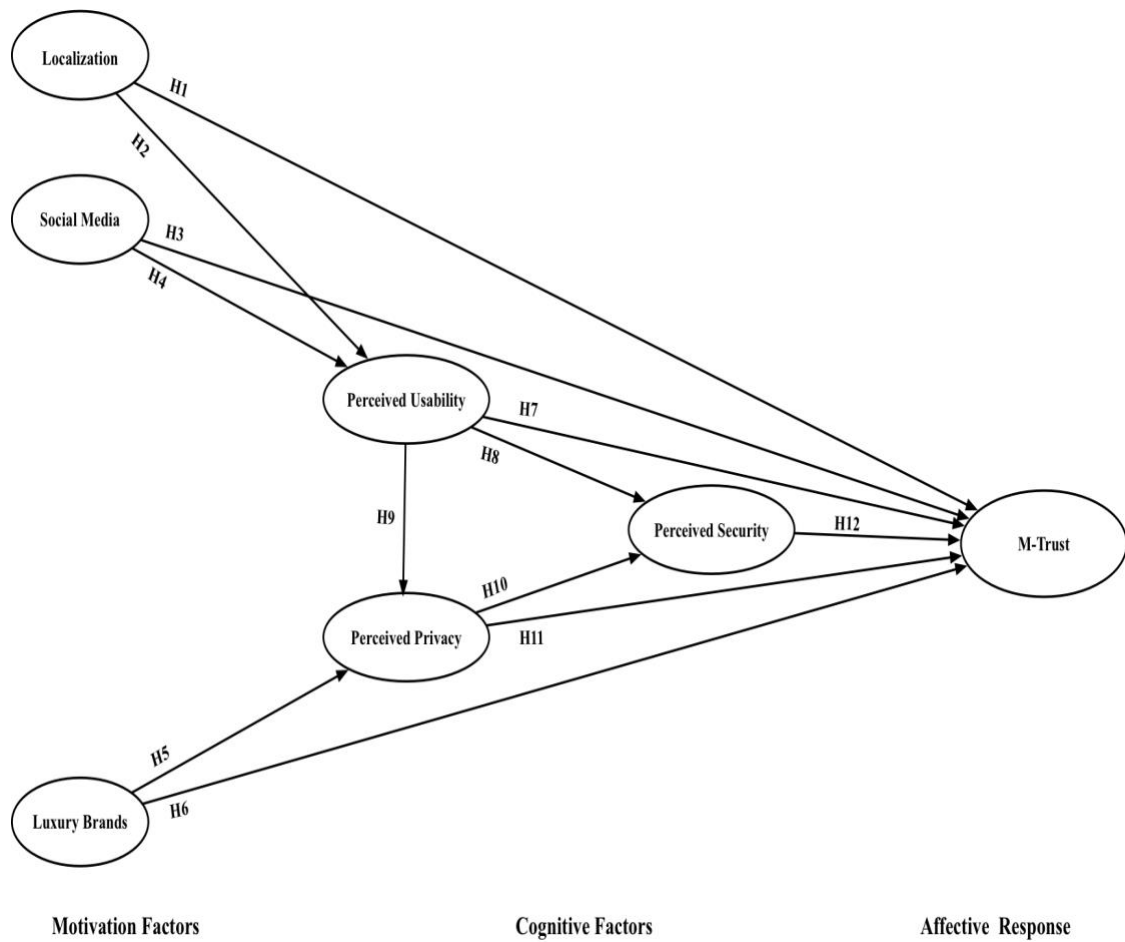 Localization
H1
H2
Social Media
H3
H4
Perceived Usability
H7
H8
H9
Perceived Security
H12
M-Trust
H10
Perceived Privacy
H11
H5
H6
Luxury Brands
Motivation Factors
Cognitive Factors
Affective Response